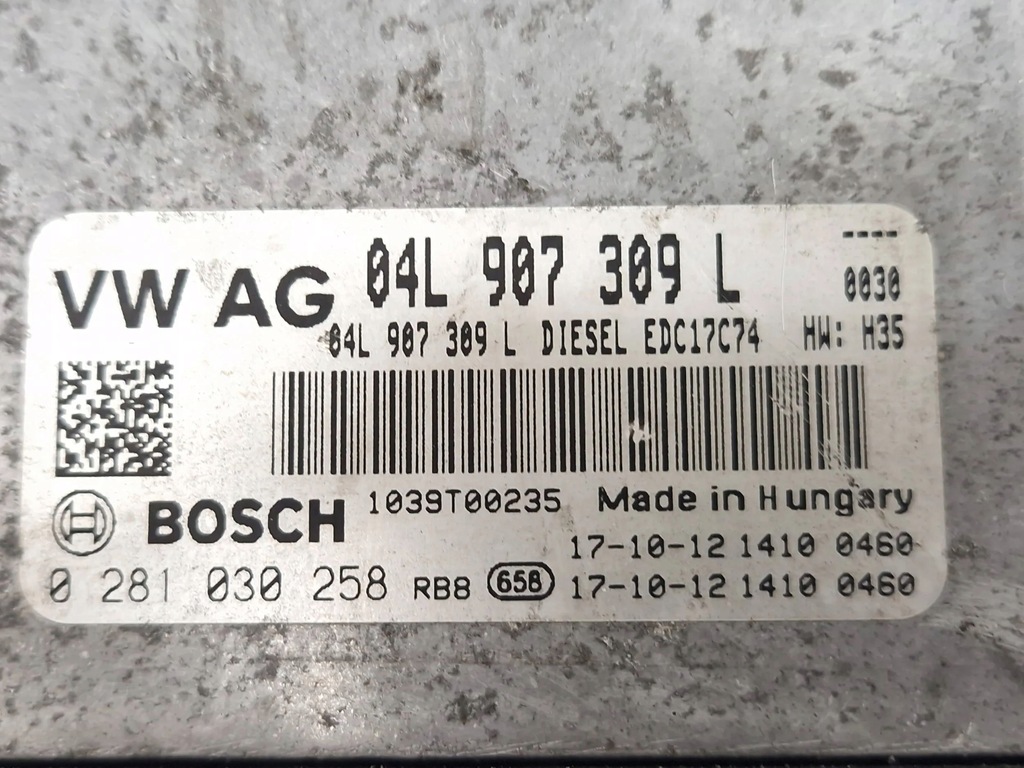 VW AG 04L 907 309 L ----
0030
04L 907 309 L DIESEL EDC17C74 HW: H35
BOSCH 1039T00235 Made in Hungary
17-10-12 1410 0460
0 281 030 258 RB8 65B 17-10-12 1410 0460